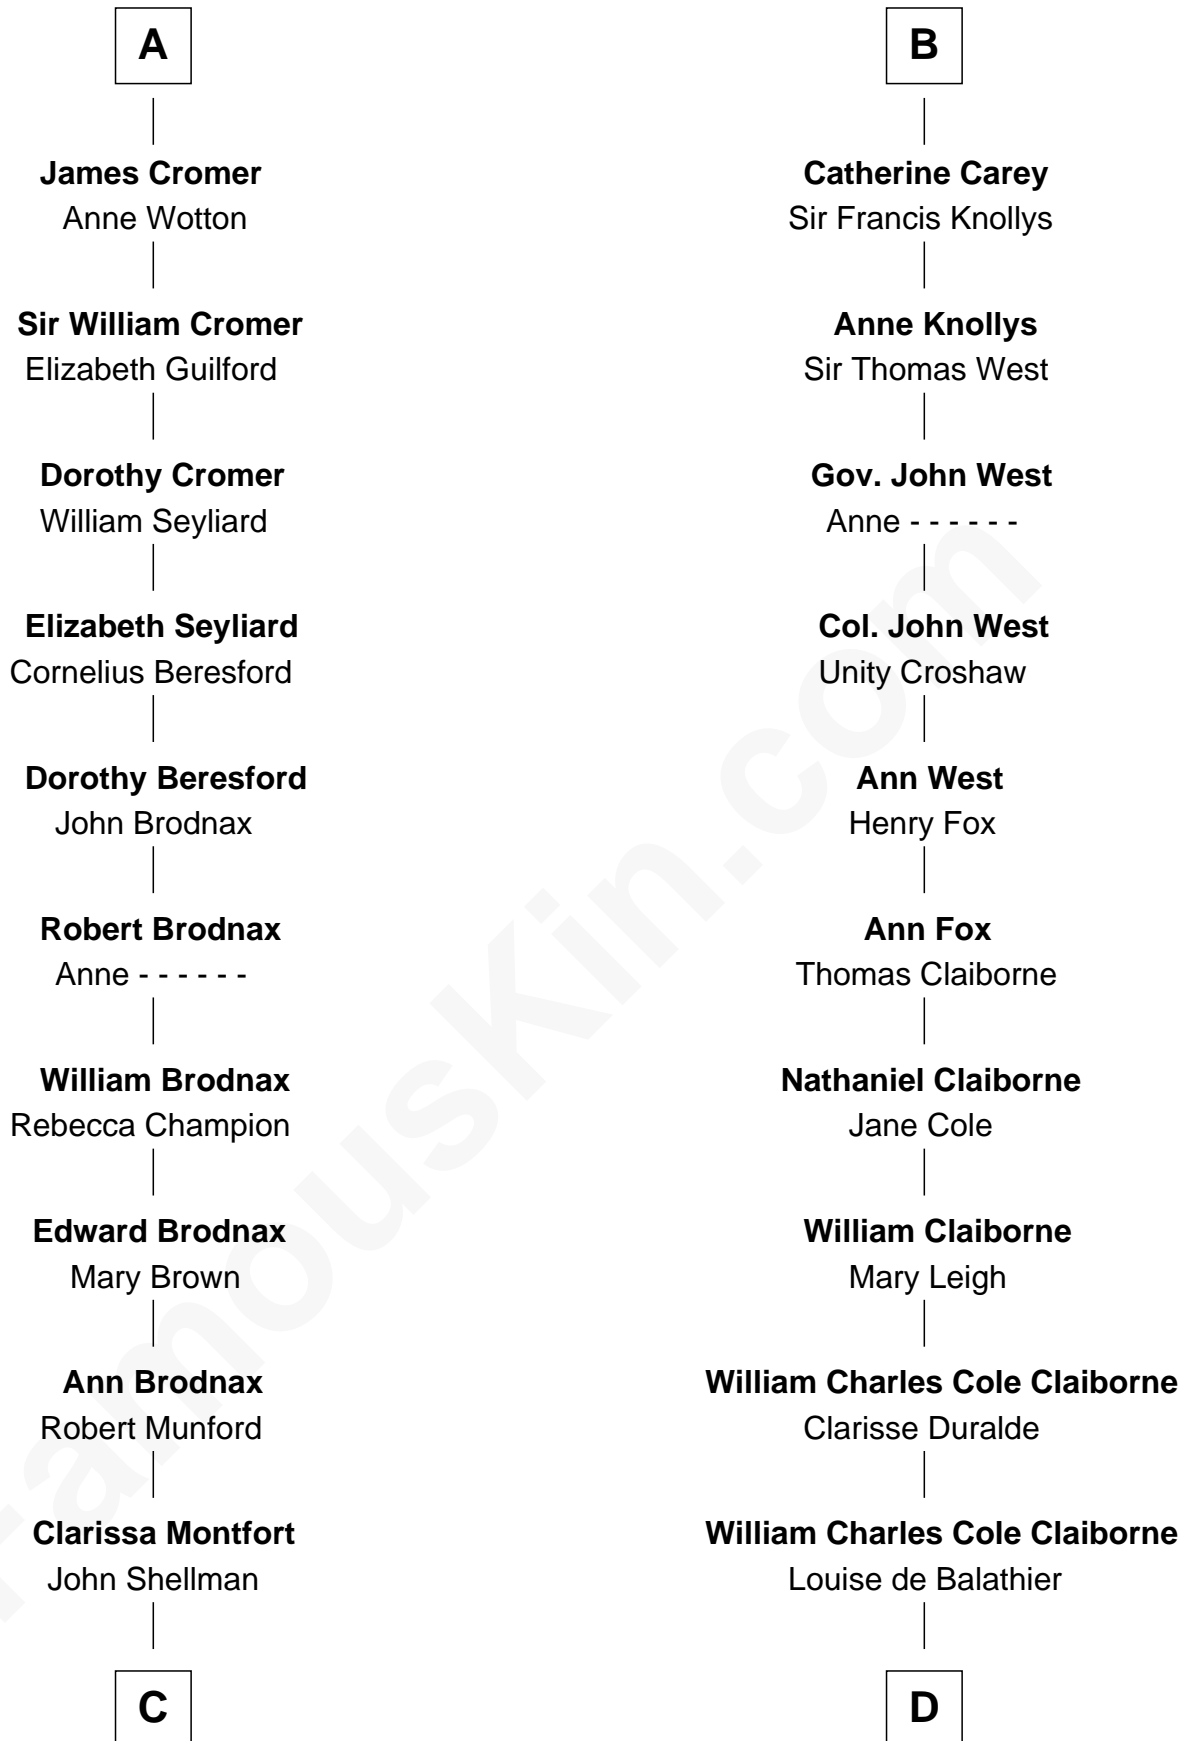 A
James Cromer
Anne Wotton
Sir William Cromer
Elizabeth Guilford
Dorothy Cromer
William Seyliard
Elizabeth Seyliard
Cornelius Beresford
Dorothy Beresford
John Brodnax
Robert Brodnax
Anne - - - - - -
William Brodnax
Rebecca Champion
Edward Brodnax
Mary Brown
Ann Brodnax
Robert Munford
Clarissa Montfort
John Shellman
C
B
Catherine Carey
Sir Francis Knollys
Anne Knollys
Sir Thomas West
Gov. John West
Anne - - - - - -
Col. John West
Unity Croshaw
Ann West
Henry Fox
Ann Fox
Thomas Claiborne
Nathaniel Claiborne
Jane Cole
William Claiborne
Mary Leigh
William Charles Cole Claiborne
Clarisse Duralde
William Charles Cole Claiborne
Louise de Balathier
D
FamousKin.com